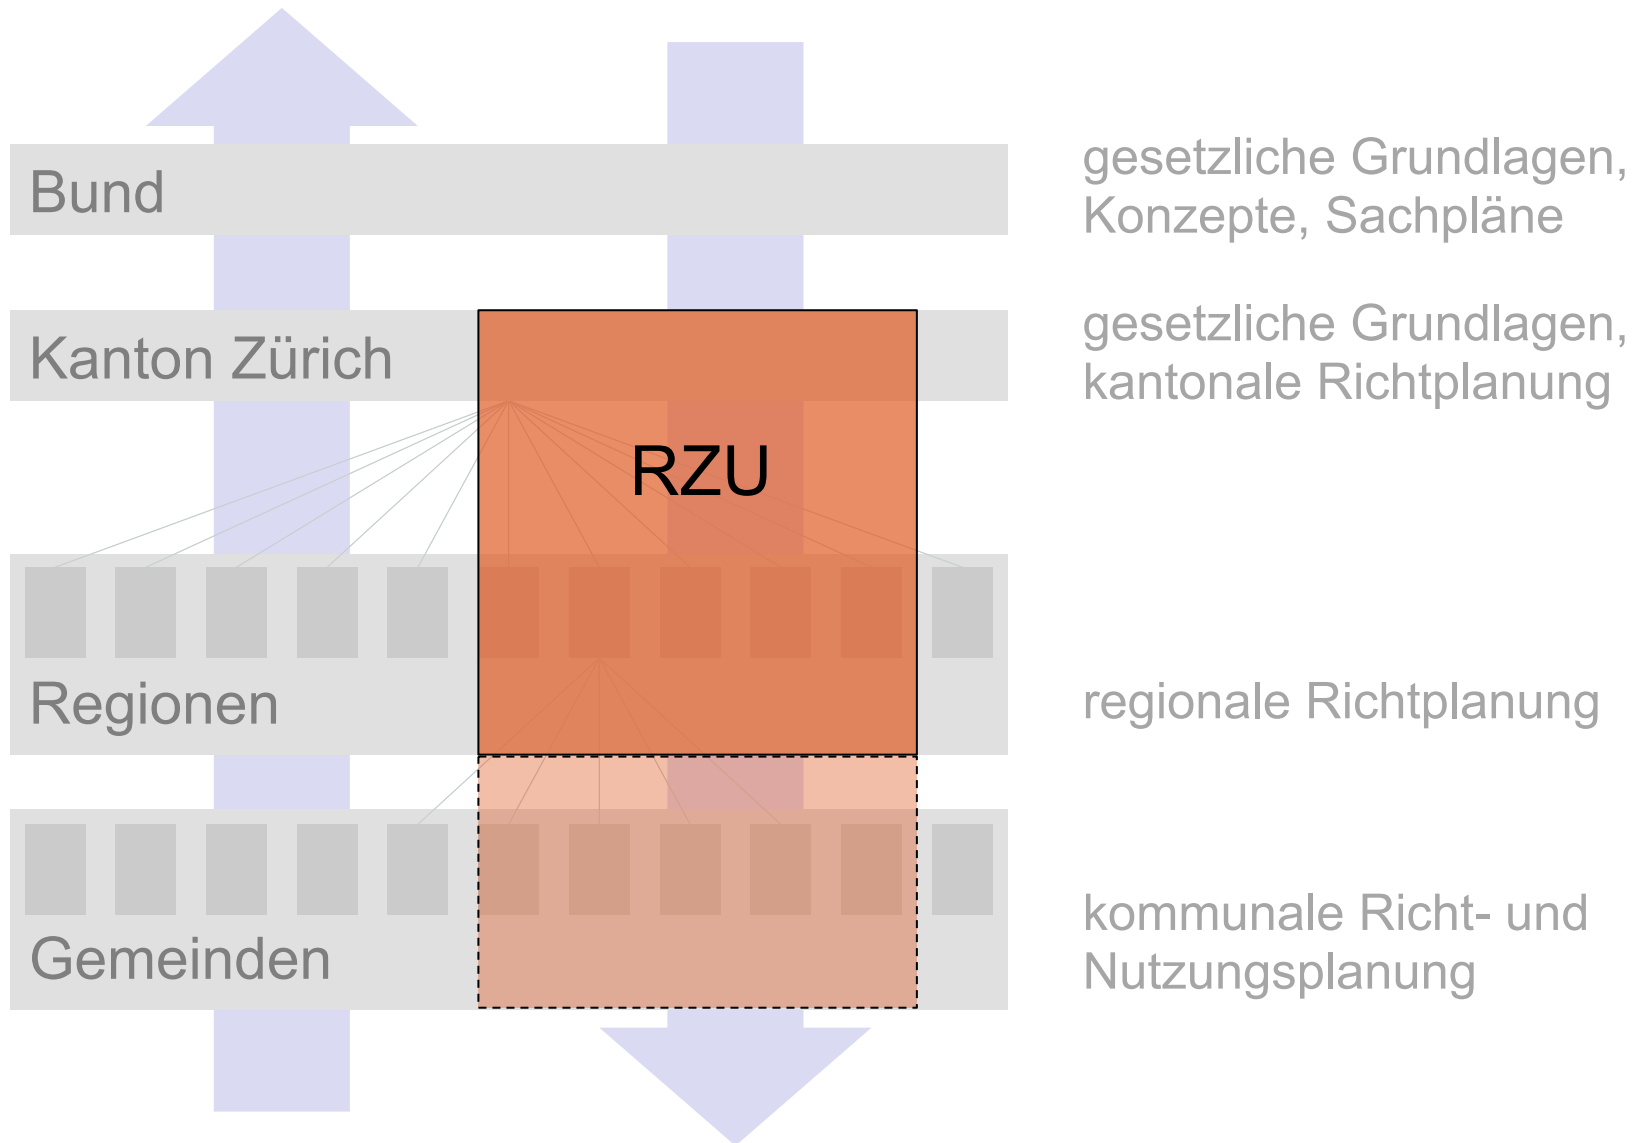 Bund
gesetzliche Grundlagen,
Konzepte, Sachpläne
Kanton Zürich
gesetzliche Grundlagen,
kantonale Richtplanung
RZU
Regionen
regionale Richtplanung
Gemeinden
kommunale Richt- und
Nutzungsplanung